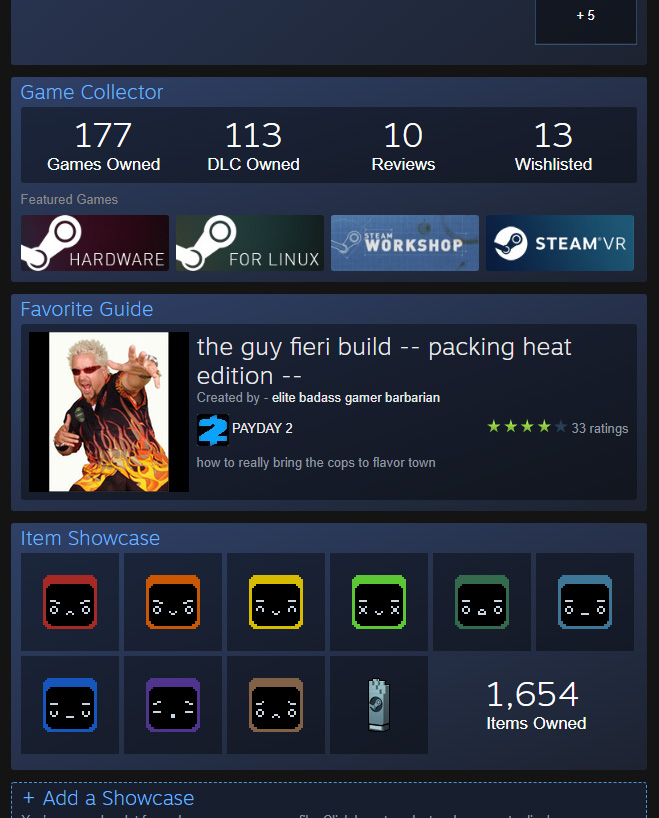 + 5
Game Collector
177
Games Owned
113
DLC Owned
10
Reviews
13
Wishlisted
Featured Games
HARDWARE
FOR LINUX
STEAM
WORKSHOP
STEAM®VR
Favorite Guide
the guy fieri build -- packing heat
edition --
Created by - elite badass gamer barbarian
PAYDAY 2
33 ratings
how to really bring the cops to flavor town
Item Showcase
1,654
Items Owned
+ Add a Showcase